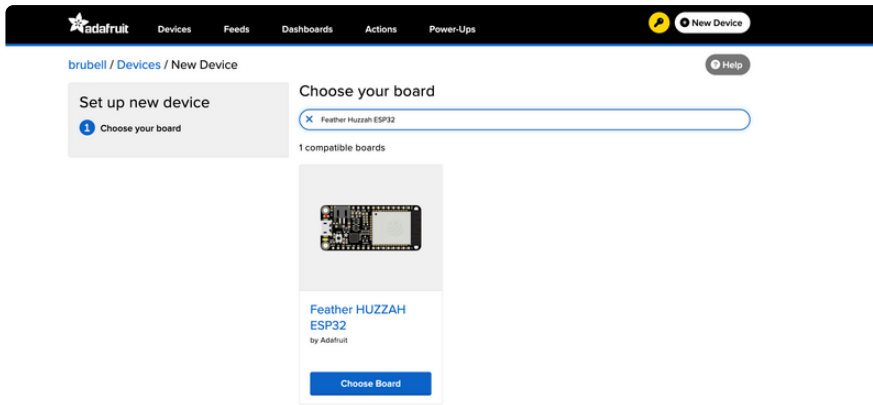 adafruit Devices Feeds Dashboards Actions Power-Ups New Device
brubell / Devices / New Device
? Help
Set up new device
1 Choose your board
Choose your board
Feather Huzzah ESP32
1 compatible boards
Feather HUZZAH
ESP32
by Adafruit
Choose Board